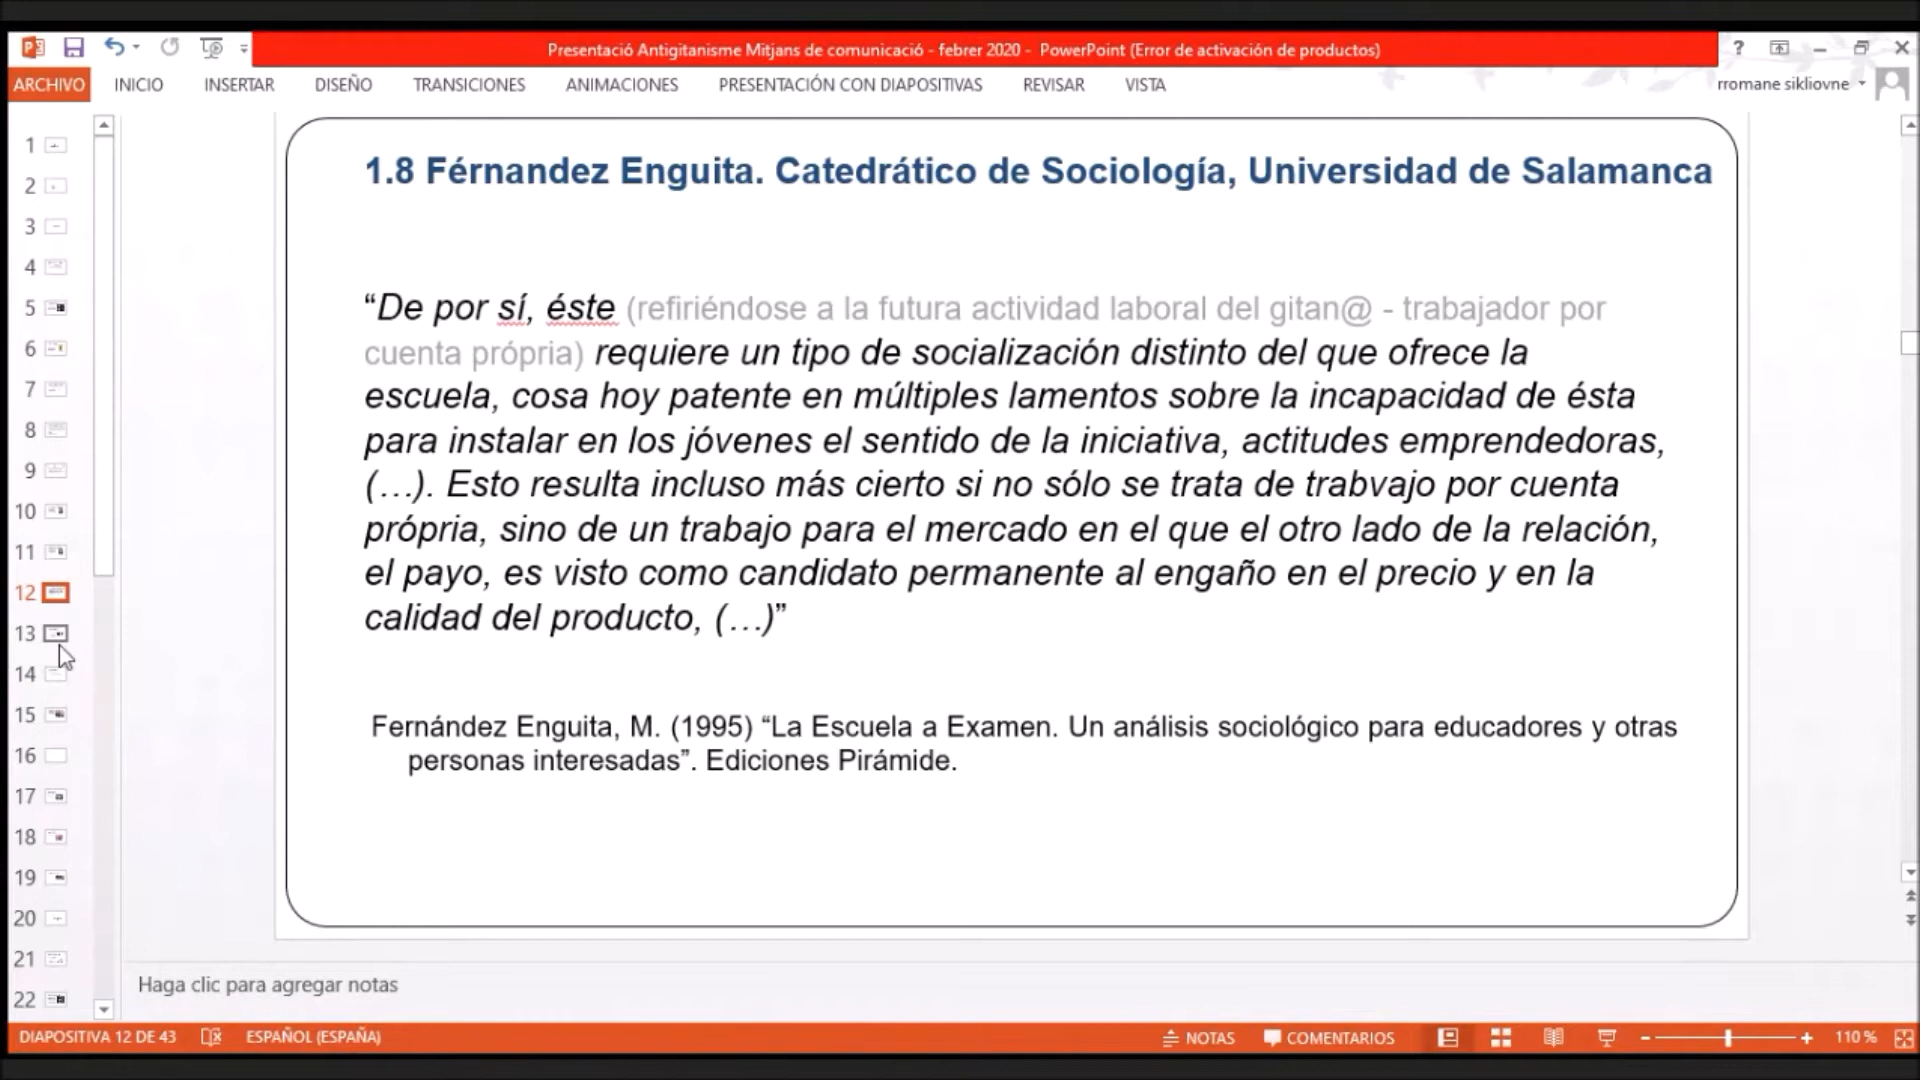 Presentació Antigitanisme Mitjans de comunicació - febrer 2020 - PowerPoint (Error de activación de productos)
?
ARCHIVO INICIO INSERTAR DISEÑO TRANSICIONES ANIMACIONES PRESENTACIÓN CON DIAPOSITIVAS REVISAR VISTA rromane sikliovne
1
2
3
4
5
6
7
8
9
10
11
12
13
14
15
16
17
18
19
20
21
22
1.8 Férnandez Enguita. Catedrático de Sociología, Universidad de Salamanca
“De por sí, éste (refiriéndose a la futura actividad laboral del gitan@ - trabajador por
cuenta própria) requiere un tipo de socialización distinto del que ofrece la
escuela, cosa hoy patente en múltiples lamentos sobre la incapacidad de ésta
para instalar en los jóvenes el sentido de la iniciativa, actitudes emprendedoras,
(…). Esto resulta incluso más cierto si no sólo se trata de trabvajo por cuenta
própria, sino de un trabajo para el mercado en el que el otro lado de la relación,
el payo, es visto como candidato permanente al engaño en el precio y en la
calidad del producto, (…)”
Fernández Enguita, M. (1995) “La Escuela a Examen. Un análisis sociológico para educadores y otras
personas interesadas”. Ediciones Pirámide.
Haga clic para agregar notas
DIAPOSITIVA 12 DE 43 ESPAÑOL (ESPAÑA) NOTAS COMENTARIOS 110 %